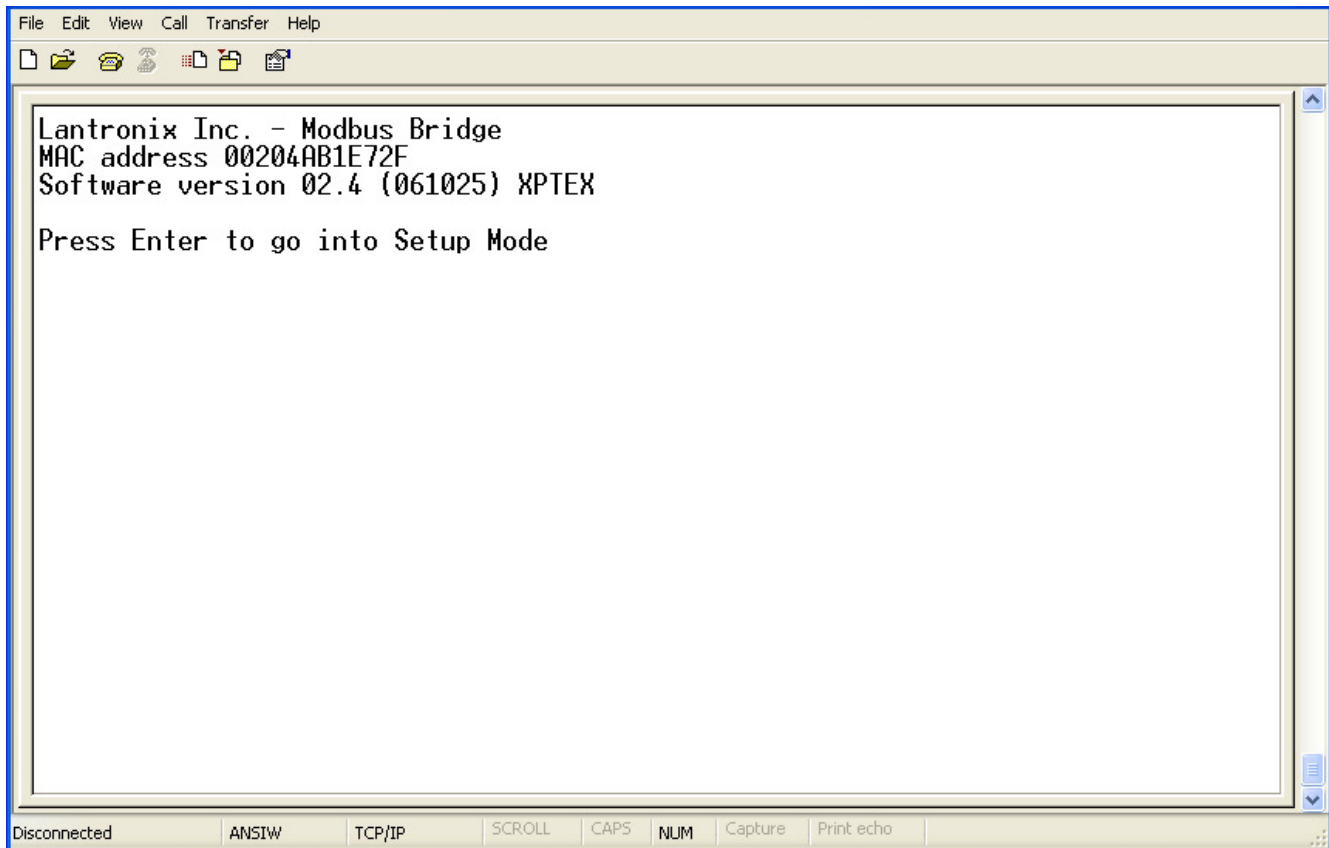 File Edit View Call Transfer Help
Lantronix Inc. - Modbus Bridge
MAC address 00204AB1E72F
Software version 02.4 (061025) XPTEX
Press Enter to go into Setup Mode
Disconnected ANSIW TCP/IP SCROLL CAPS NUM Capture Print echo